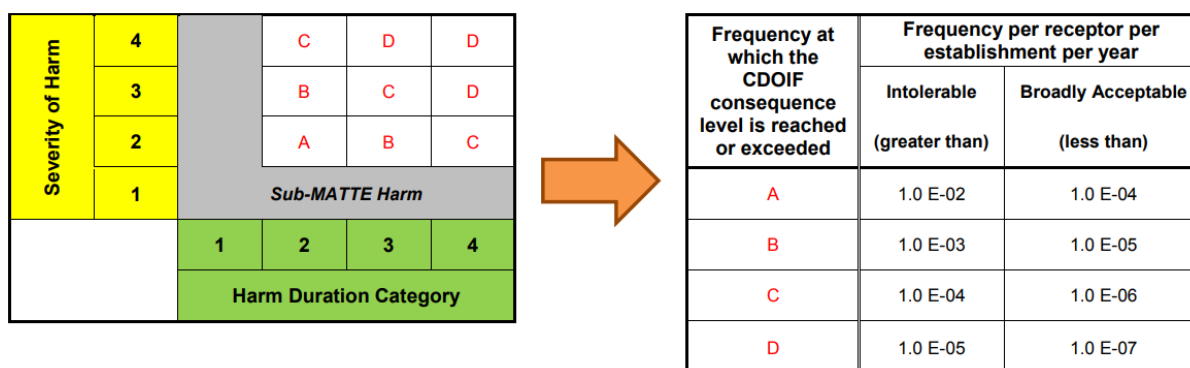 Severity of Harm
4 C D D
3 B C D
2 A B C
1 Sub-MATTE Harm
1 2 3 4
Harm Duration Category
Frequency at
which the
CDOIF
consequence
level is reached
or exceeded
Frequency per receptor per
establishment per year
Intolerable
(greater than)
Broadly Acceptable
(less than)
A 1.0 E-02 1.0 E-04
B 1.0 E-03 1.0 E-05
C 1.0 E-04 1.0 E-06
D 1.0 E-05 1.0 E-07